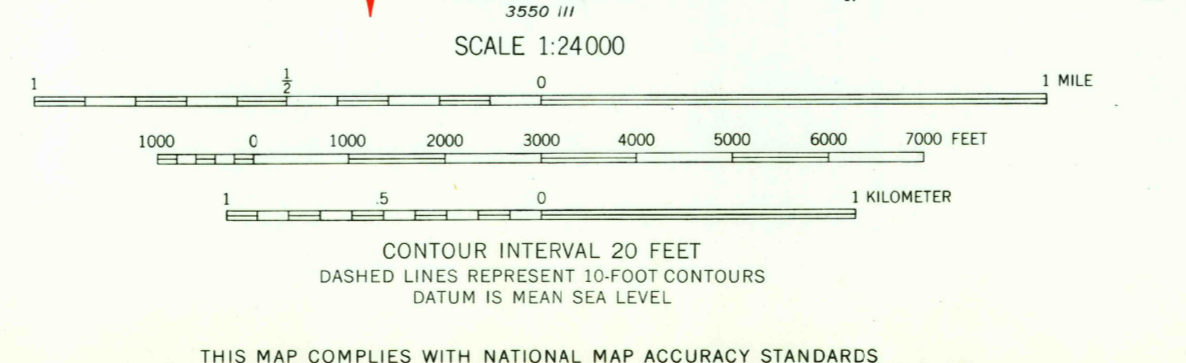 3550 III
SCALE 1:24000
1 ½ 0 1 MILE
1000 0 1000 2000 3000 4000 5000 6000 7000 FEET
1 .5 0 1 KILOMETER
CONTOUR INTERVAL 20 FEET
DASHED LINES REPRESENT 10-FOOT CONTOURS
DATUM IS MEAN SEA LEVEL
THIS MAP COMPLIES WITH NATIONAL MAP ACCURACY STANDARDS